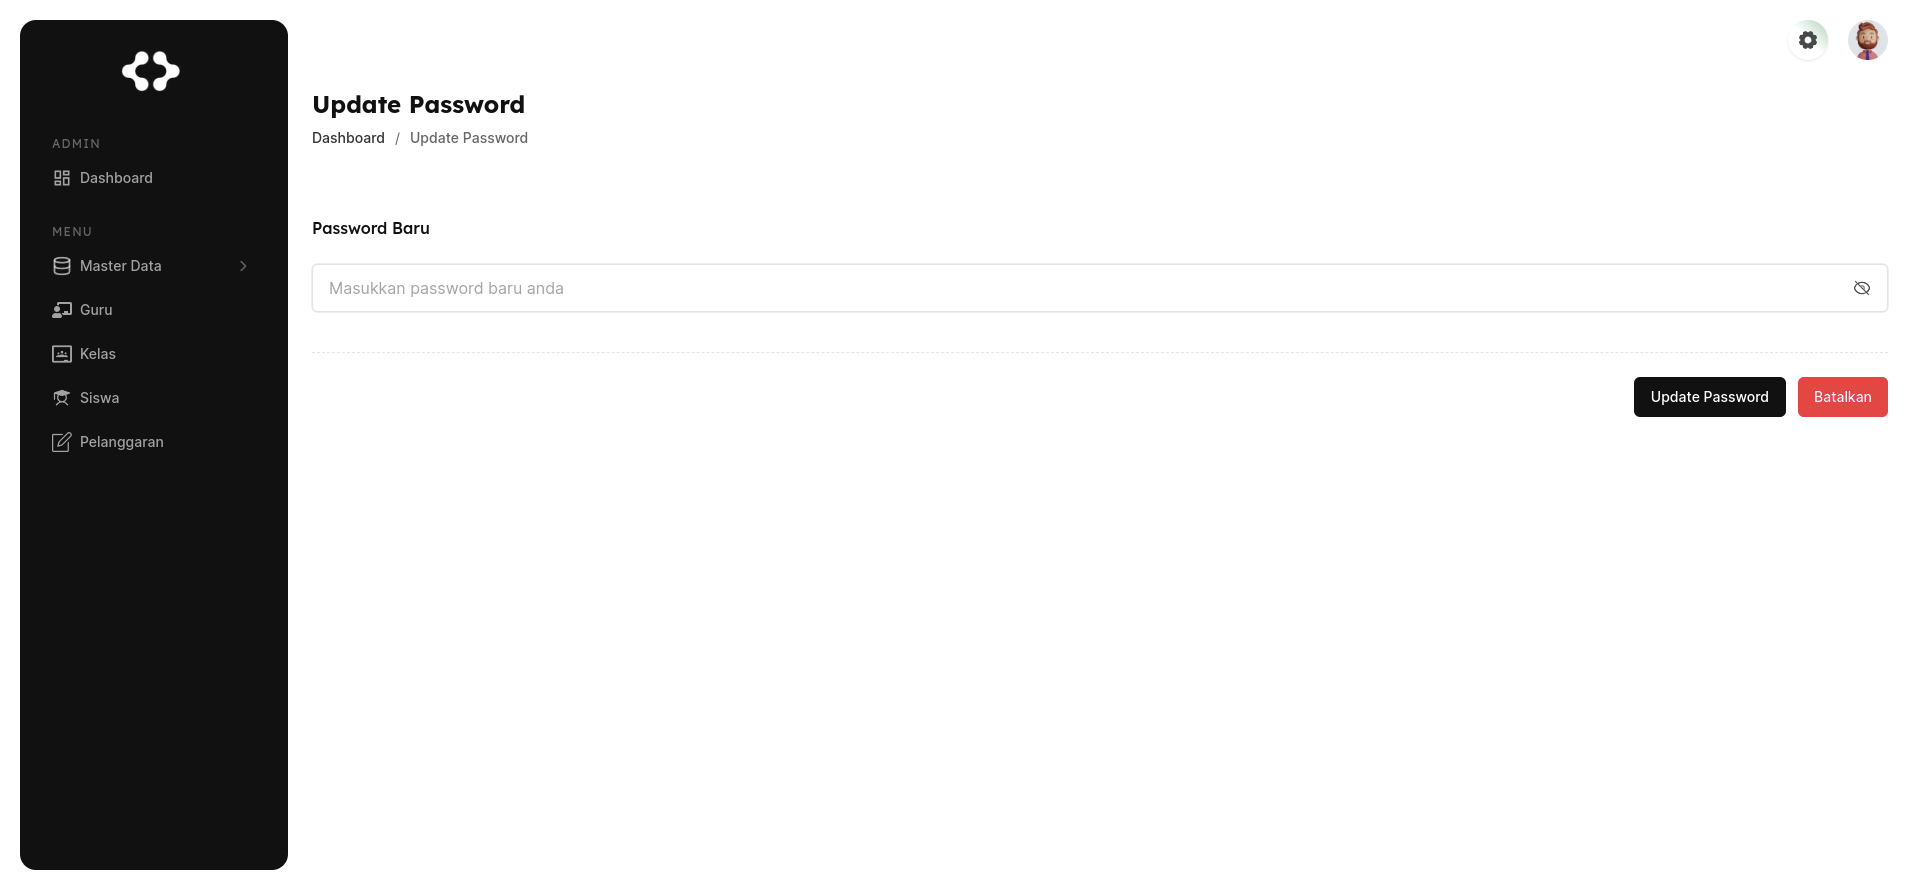 ADMIN
Dashboard
MENU
Master Data
Guru
Kelas
Siswa
Pelanggaran
Update Password
Dashboard / Update Password
Password Baru
Masukkan password baru anda
Update Password
Batalkan